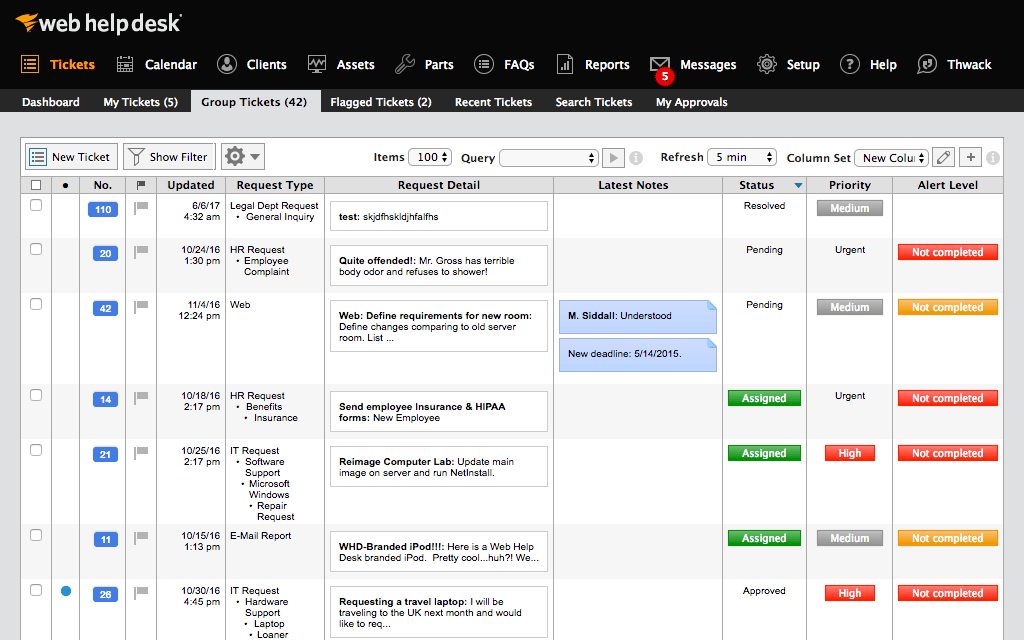 web help desk
Tickets Calendar Clients Assets Parts FAQs Reports Messages 5 Setup ? Help Thwack
Dashboard My Tickets (5) Group Tickets (42) Flagged Tickets (2) Recent Tickets Search Tickets My Approvals
New Ticket Show Filter Items 100 Query Refresh 5 min Column Set New Colu +
No. Updated Request Type Request Detail Latest Notes Status Priority Alert Level
110 6/6/17 Legal Dept Request Resolved Medium
4:32 am • General Inquiry test: skjdfhskldjhfalfhs
20 10/24/16 HR Request Pending Urgent Not completed
1:30 pm • Employee Quite offended!: Mr. Gross has terrible
Complaint body odor and refuses to shower!
42 11/4/16 Web Pending Medium Not completed
12:24 pm Web: Define requirements for new room: M. Siddall: Understood
Define changes comparing to old server
room. List ...
New deadline: 5/14/2015.
14 10/18/16 HR Request Assigned Urgent Not completed
2:17 pm • Benefits Send employee Insurance & HIPAA
• Insurance forms: New Employee
21 10/25/16 IT Request Assigned High Not completed
2:17 pm • Software Reimage Computer Lab: Update main
Support image on server and run NetInstall.
• Microsoft
Windows
• Repair
Request
11 10/15/16 E-Mail Report Assigned Medium Not completed
1:13 pm WHD-Branded iPod!!!: Here is a Web Help
Desk branded iPod. Pretty cool...huh?! We...
26 10/30/16 IT Request Approved High Not completed
4:45 pm • Hardware Requesting a travel laptop: I will be
Support traveling to the UK next month and would
• Laptop like to req...
• Loaner